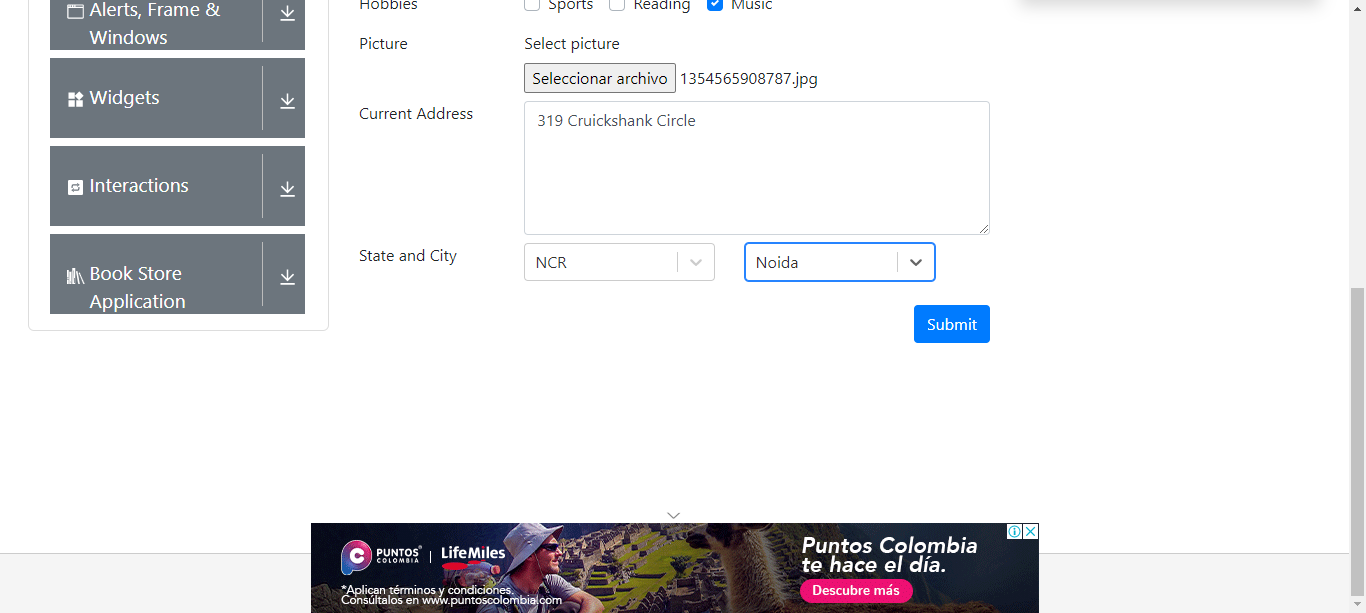 Alerts, Frame &
Windows
Widgets
Interactions
Book Store
Application
Hobbies
Sports Reading Music
Picture
Select picture
Seleccionar archivo 1354565908787.jpg
Current Address
319 Cruickshank Circle
State and City
NCR
Noida
Submit
PUNTOS
COLOMBIA
LifeMiles
*Aplican términos y condiciones.
Consúltalos en www.puntoscolombia.com
Puntos Colombia
te hace el día.
Descubre más